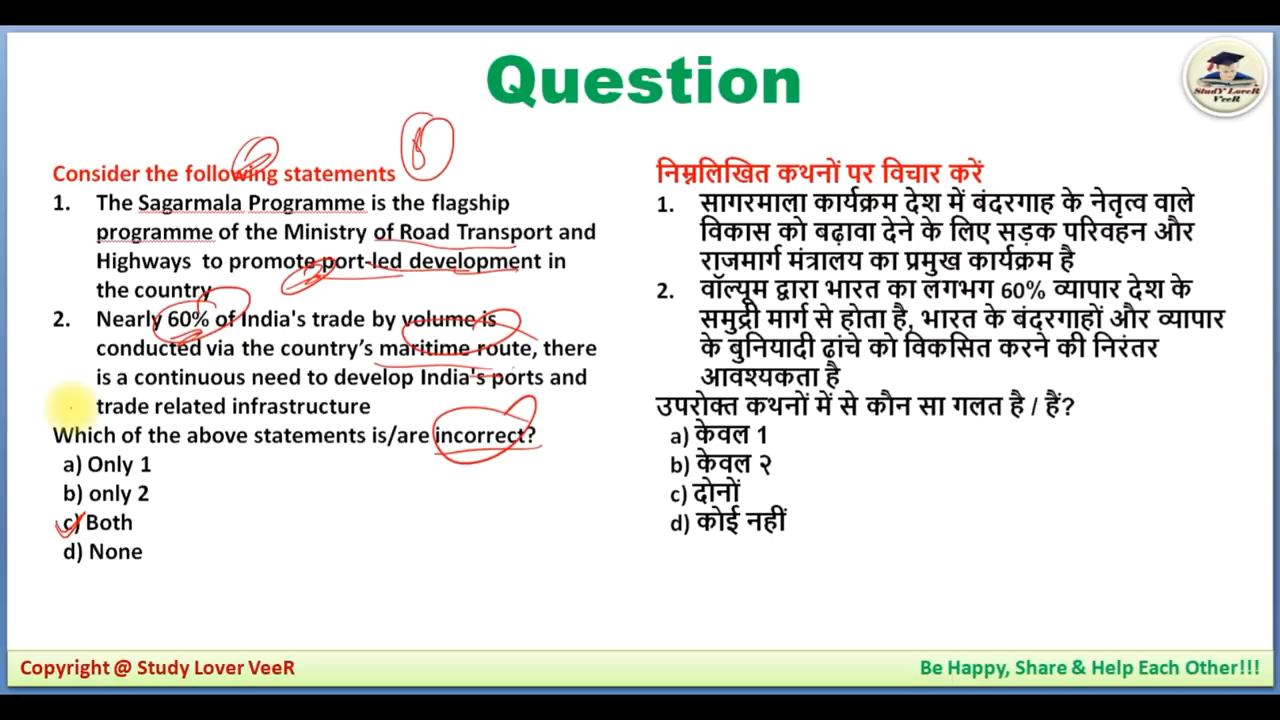 Question
StudY LoveR
VeeR
Consider the following statements
1. The Sagarmala Programme is the flagship
programme of the Ministry of Road Transport and
Highways to promote port-led development in
the country
2. Nearly 60% of India's trade by volume is
conducted via the country's maritime route, there
is a continuous need to develop India's ports and
trade related infrastructure
Which of the above statements is/are incorrect?
a) Only 1
b) only 2
c) Both
d) None
निम्नलिखित कथनों पर विचार करें
1. सागरमाला कार्यक्रम देश में बंदरगाह के नेतृत्व वाले
विकास को बढ़ावा देने के लिए सड़क परिवहन और
राजमार्ग मंत्रालय का प्रमुख कार्यक्रम है
2. वॉल्यूम द्वारा भारत का लगभग 60% व्यापार देश के
समुद्री मार्ग से होता है, भारत के बंदरगाहों और व्यापार
के बुनियादी ढांचे को विकसित करने की निरंतर
आवश्यकता है
उपरोक्त कथनों में से कौन सा गलत है / हैं?
a) केवल 1
b) केवल २
c) दोनों
d) कोई नहीं
Copyright @ Study Lover VeeR
Be Happy, Share & Help Each Other!!!